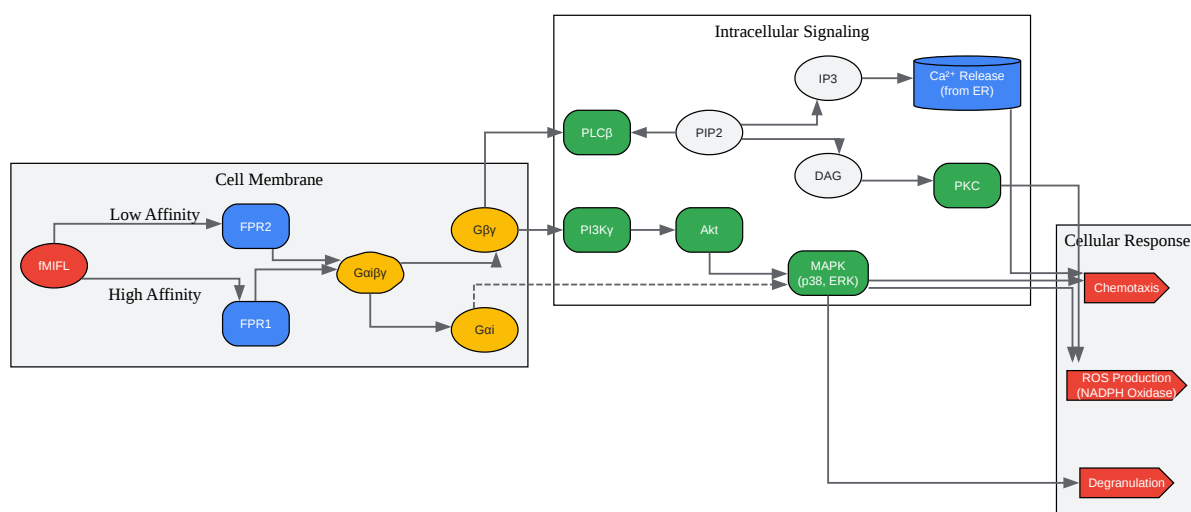 Intracellular Signaling
IP3
Ca²⁺ Release
(from ER)
PLCβ
PIP2
DAG
PKC
Cell Membrane
Low Affinity
FPR2
Gβγ
PI3Kγ
Akt
fMIFL
Gαiβγ
MAPK
(p38, ERK)
High Affinity
FPR1
Gαi
Cellular Response
Chemotaxis
ROS Production
(NADPH Oxidase)
Degranulation